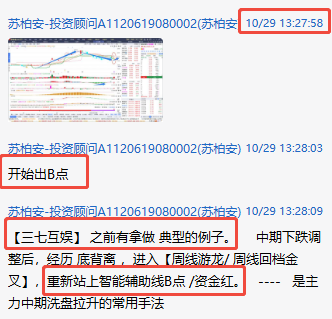 苏柏安-投资顾问A1120619080002(苏柏安) 10/29 13:27:58
苏柏安-投资顾问A1120619080002(苏柏安) 10/29 13:28:03
开始出B点
苏柏安-投资顾问A1120619080002(苏柏安) 10/29 13:28:09
【三七互娱】 之前有拿做 典型的例子。 中期下跌调
整后，经历 底背离 ，进入【周线游龙/ 周线回档金
叉】，重新站上智能辅助线B点 /资金红。 ---- 是主
力中期洗盘拉升的常用手法